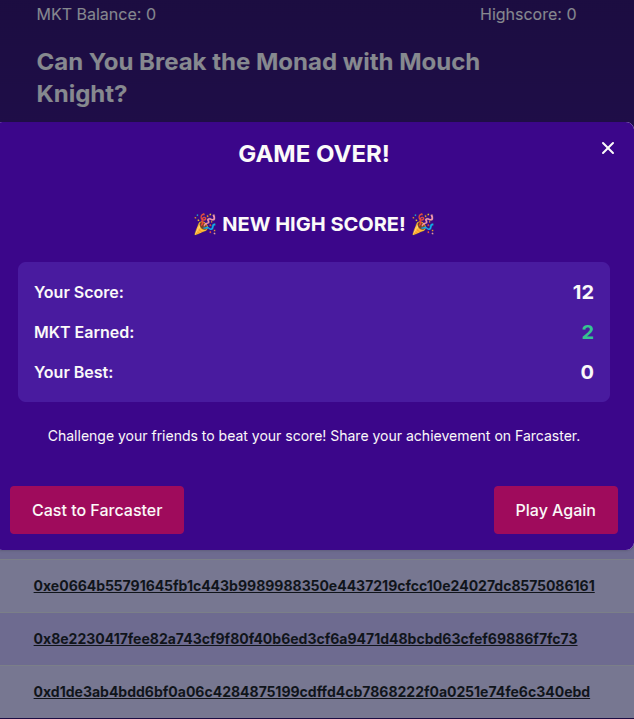 MKT Balance: 0 Highscore: 0
Can You Break the Monad with Mouch
Knight?
GAME OVER!
🎉 NEW HIGH SCORE! 🎉
Your Score: 12
MKT Earned: 2
Your Best: 0
Challenge your friends to beat your score! Share your achievement on Farcaster.
Cast to Farcaster Play Again
0xe0664b55791645fb1c443b9989988350e4437219cfcc10e24027dc8575086161
0x8e2230417fee82a743cf9f80f40b6ed3cf6a9471d48bcbd63cfef69886f7fc73
0xd1de3ab4bdd6bf0a06c4284875199cdffd4cb7868222f0a0251e74fe6c340ebd